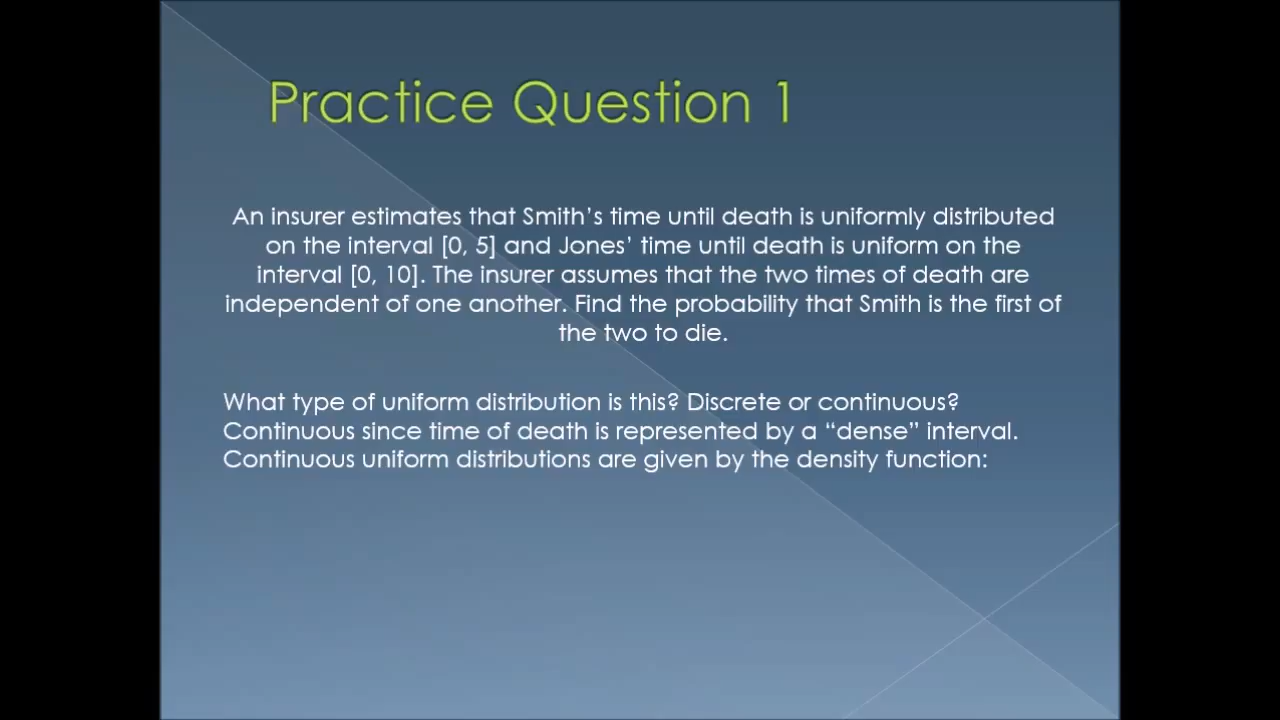 Practice Question 1
An insurer estimates that Smith’s time until death is uniformly distributed
on the interval [0, 5] and Jones’ time until death is uniform on the
interval [0, 10]. The insurer assumes that the two times of death are
independent of one another. Find the probability that Smith is the first of
the two to die.
What type of uniform distribution is this? Discrete or continuous?
Continuous since time of death is represented by a “dense” interval.
Continuous uniform distributions are given by the density function: